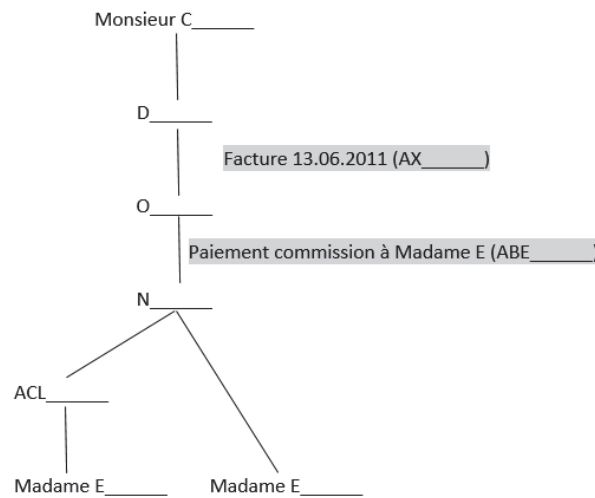 Monsieur C______
D______
Facture 13.06.2011 (AX______)
O______
Paiement commission à Madame E (ABE______)
N______
ACL______
Madame E______ Madame E______